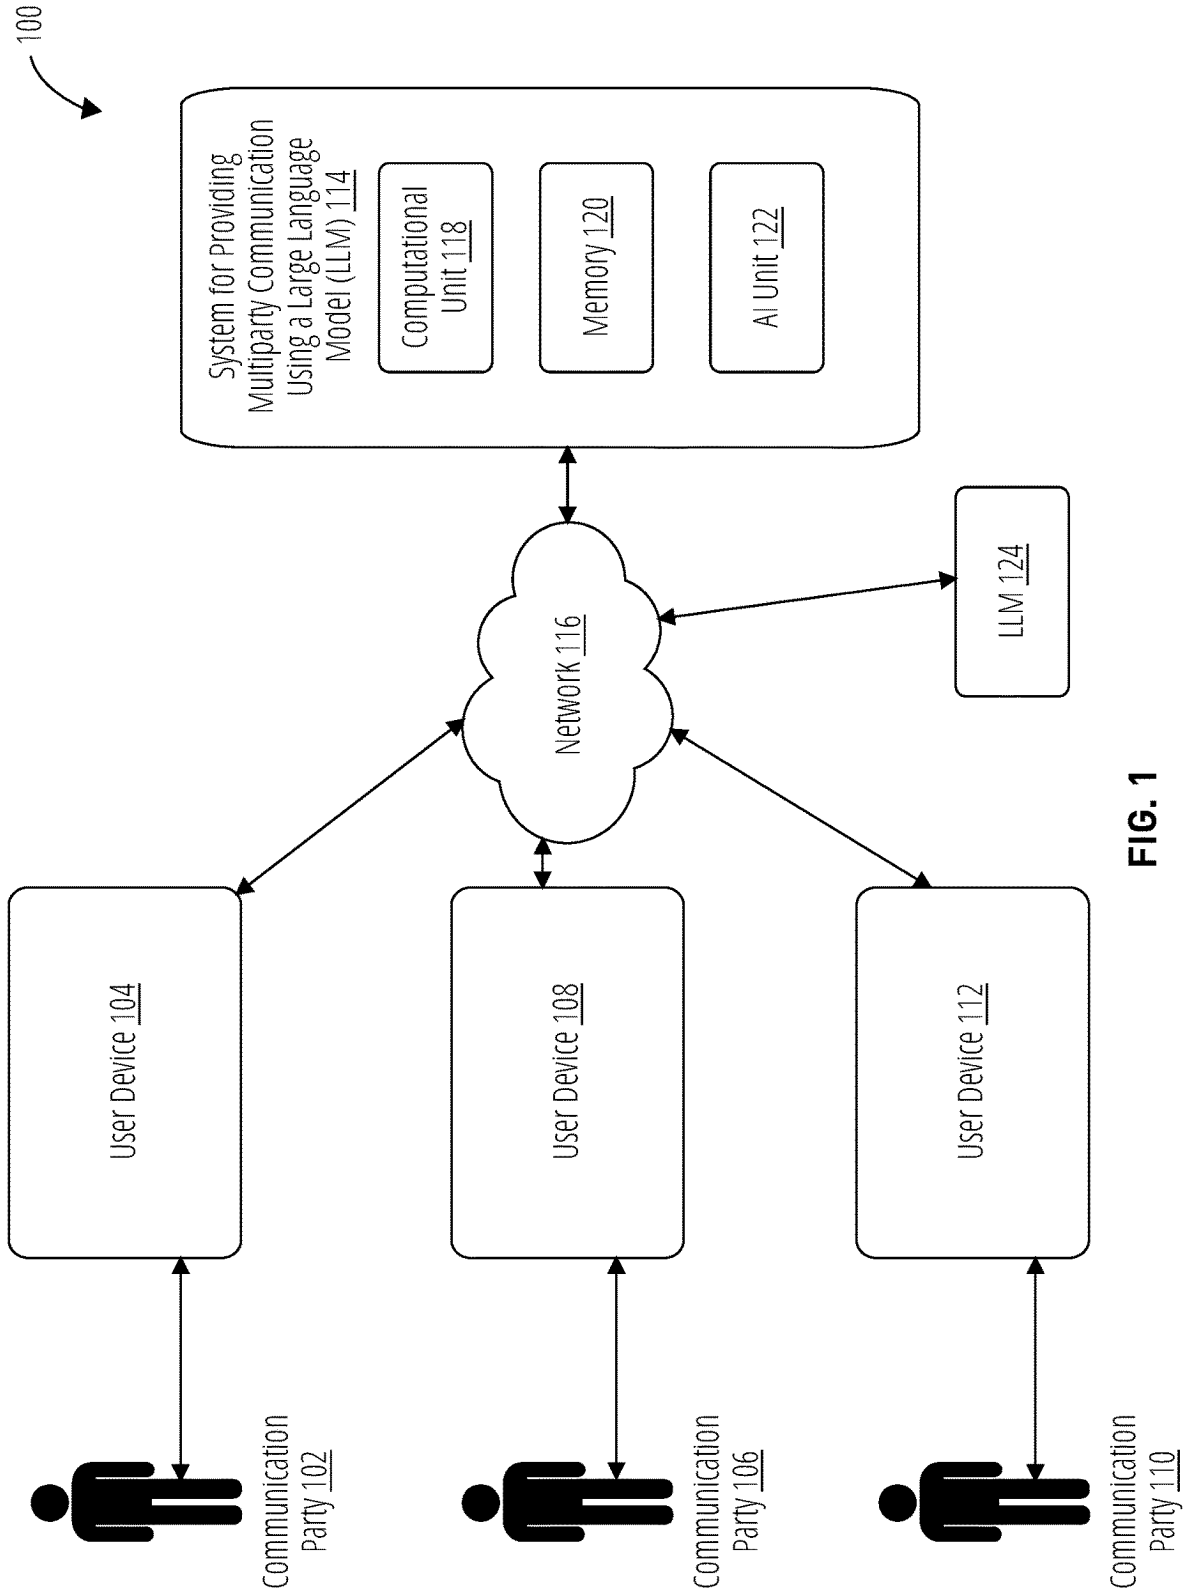 100
System for Providing
Multiparty Communication
Using a Large Language
Model (LLM) 114
Computational
Unit 118
Memory 120
AI Unit 122
Network 116
LLM 124
User Device 104
User Device 108
User Device 112
Communication
Party 102
Communication
Party 106
Communication
Party 110
FIG. 1